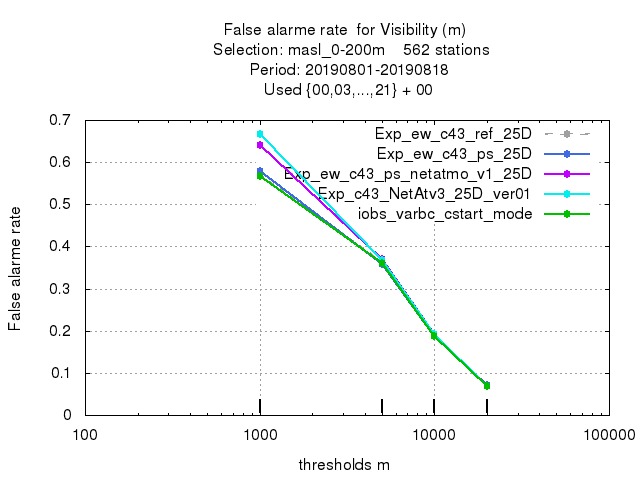 False alarme rate  for Visibility (m)
Selection: masl_0-200m    562 stations
Period: 20190801-20190818
Used {00,03,...,21} + 00
Exp_ew_c43_ref_25D
Exp_ew_c43_ps_25D
Exp_ew_c43_ps_netatmo_v1_25D
Exp_c43_NetAtv3_25D_ver01
iobs_varbc_cstart_mode
False alarme rate
0.7
0.6
0.5
0.4
0.3
0.2
0.1
0
100 1000 10000 100000
thresholds m